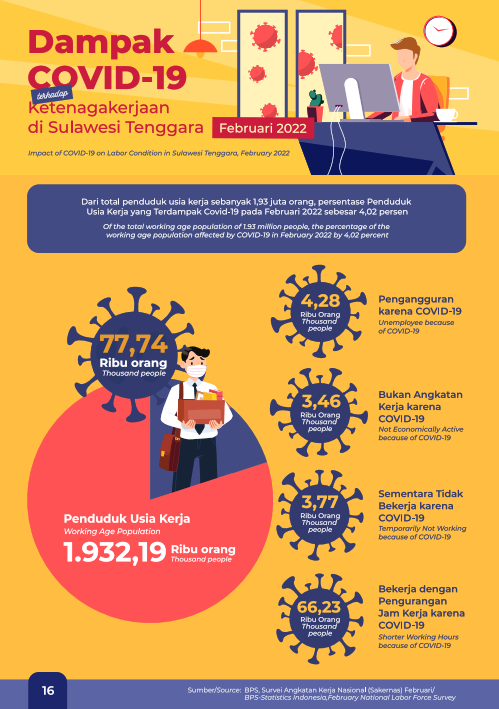 Dampak
COVID-19
terhadap
Ketenagakerjaan
di Sulawesi Tenggara
Februari 2022
Impact of COVID-19 on Labor Condition in Sulawesi Tenggara, February 2022
Dari total penduduk usia kerja sebanyak 1,93 juta orang, persentase Penduduk
Usia Kerja yang Terdampak Covid-19 pada Februari 2022 sebesar 4,02 persen
Of the total working age population of 1.93 million people, the percentage of the
working age population affected by COVID-19 in February 2022 by 4,02 percent
77,74
Ribu orang
Thousand people
Penduduk Usia Kerja
Working Age Population
1.932,19 Ribu orang
Thousand people
4,28
Ribu Orang
Thousand
people
Pengangguran
karena COVID-19
Unemployee because
of COVID-19
3,46
Ribu Orang
Thousand
people
Bukan Angkatan
Kerja karena
COVID-19
Not Economically Active
because of COVID-19
3,77
Ribu Orang
Thousand
people
Sementara Tidak
Bekerja karena
COVID-19
Temporarily Not Working
because of COVID-19
66,23
Ribu Orang
Thousand
people
Bekerja dengan
Pengurangan
Jam Kerja karena
COVID-19
Shorter Working Hours
because of COVID-19
16
Sumber/Source: BPS, Survei Angkatan Kerja Nasional (Sakernas) Februari/
BPS-Statistics Indonesia,February National Labor Force Survey